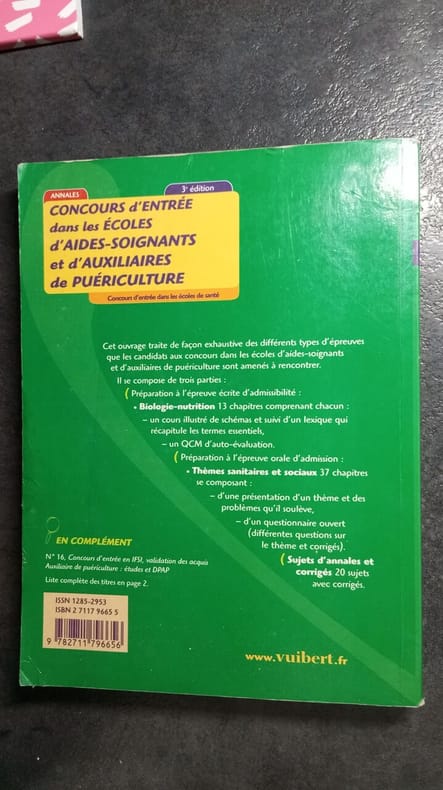 ANNALES
3e édition
CONCOURS d'ENTRÉE
dans les ÉCOLES
d'AIDES-SOIGNANTS
et d'AUXILIAIRES
de PUÉRICULTURE
Concours d'entrée dans les écoles de santé
Cet ouvrage traite de façon exhaustive des différents types d'épreuves
que les candidats aux concours dans les écoles d'aides-soignants
et d'auxiliaires de puériculture sont amenés à rencontrer.
Il se compose de trois parties :
( Préparation à l'épreuve écrite d'admissibilité :
• Biologie-nutrition 13 chapitres comprenant chacun :
– un cours illustré de schémas et suivi d'un lexique qui
récapitule les termes essentiels,
– un QCM d'auto-évaluation.
( Préparation à l'épreuve orale d'admission :
• Thèmes sanitaires et sociaux 37 chapitres
se composant :
– d'une présentation d'un thème et des
problèmes qu'il soulève,
– d'un questionnaire ouvert
(différentes questions sur
le thème et corrigés).
( Sujets d'annales et
corrigés 20 sujets
avec corrigés.
EN COMPLÉMENT
N° 16, Concours d'entrée en IFSI, validation des acquis
Auxiliaire de puériculture : études et DPAP
Liste complète des titres en page 2.
ISSN 1285-2953
ISBN 2 7117 9665 5
9 782711 796656
www.vuibert.fr